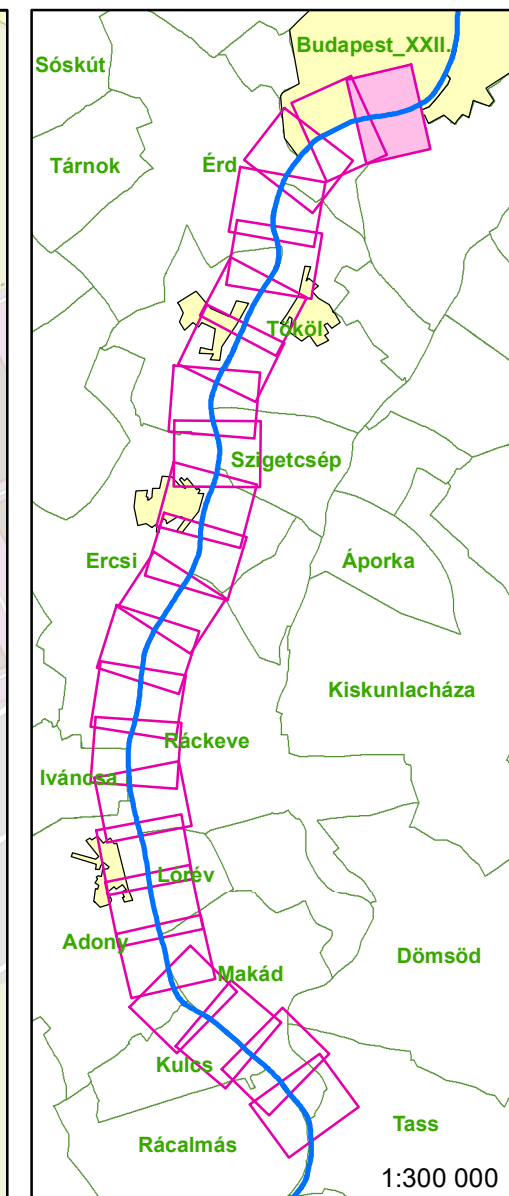 Budapest_XXII.
Sóskút
Tárnok
Érd
Tököl
Szigetcsép
Ercsi
Áporka
Kiskunlacháza
Ráckeve
Iváncsa
Lórév
Adony
Dömsöd
Makád
Kulcs
Tass
Rácalmás
1:300 000